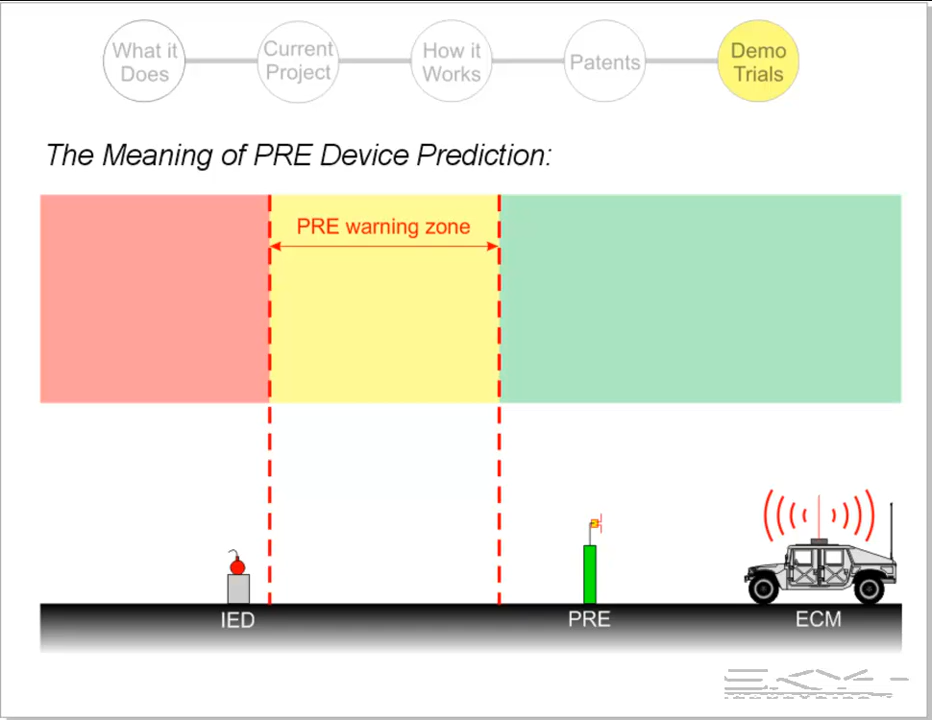 What it
Does
Current
Project
How it
Works
Patents
Demo
Trials
The Meaning of PRE Device Prediction:
PRE warning zone
IED
PRE
ECM